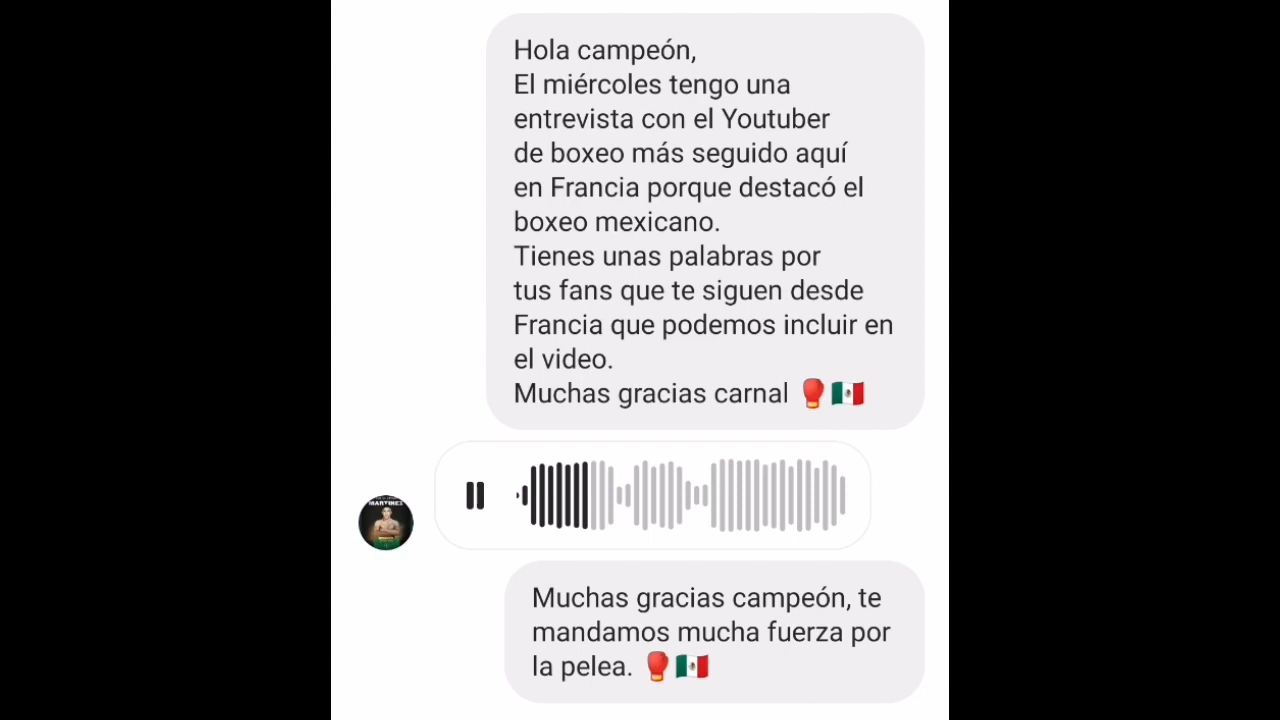 Hola campeón,
El miércoles tengo una
entrevista con el Youtuber
de boxeo más seguido aquí
en Francia porque destacó el
boxeo mexicano.
Tienes unas palabras por
tus fans que te siguen desde
Francia que podemos incluir en
el video.
Muchas gracias carnal 🥊🇲🇽
MARTINEZ
Muchas gracias campeón, te
mandamos mucha fuerza por
la pelea. 🥊🇲🇽